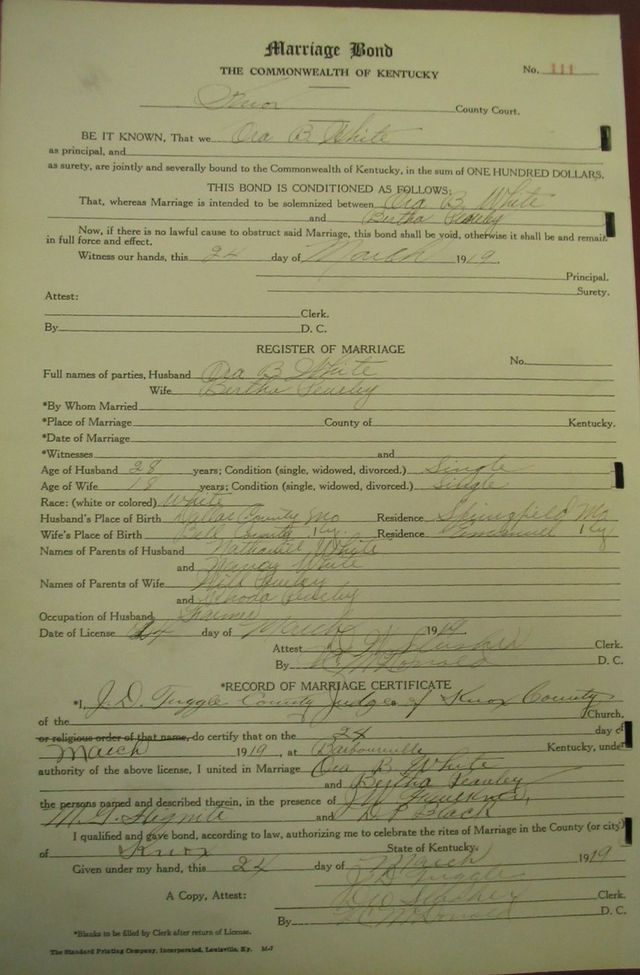 Marriage Bond
THE COMMONWEALTH OF KENTUCKY
No. 111
Knox County Court.
BE IT KNOWN, That we Ora B White
as principal, and
as surety, are jointly and severally bound to the Commonwealth of Kentucky, in the sum of ONE HUNDRED DOLLARS.
THIS BOND IS CONDITIONED AS FOLLOWS:
That, whereas Marriage is intended to be solemnized between Ora B. White
and Bertha
Now, if there is no lawful cause to obstruct said Marriage, this bond shall be void, otherwise it shall be and remain
in full force and effect.
Witness our hands, this 24 day of March 1919.
Principal.
Surety.
Attest:
Clerk.
By D. C.
REGISTER OF MARRIAGE
No.
Full names of parties, Husband Ora B White
Wife Bertha
*By Whom Married
*Place of Marriage County of Kentucky.
*Date of Marriage
*Witnesses and
Age of Husband 28 years; Condition (single, widowed, divorced.) Single
Age of Wife 18 years; Condition (single, widowed, divorced.) Single
Race: (white or colored) White
Husband's Place of Birth Dallas County Mo Residence Springfield Mo
Wife's Place of Birth Bell County Ky. Residence Ky
Names of Parents of Husband Nathaniel White
and Nancy White
Names of Parents of Wife Will
and Rhoda
Occupation of Husband Farmer
Date of License 24 day of March 1919
Attest Clerk.
By D. C.
*RECORD OF MARRIAGE CERTIFICATE
*I, J. D. Tuggle County Judge of Knox County
of the Church,
or religious order of that name, do certify that on the 24 day of
March 1919, at Barbourville Kentucky, under
authority of the above license, I united in Marriage Ora B White
and Bertha
the persons named and described therein, in the presence of J W Faulkner,
M. G. and D. P Black
I qualified and gave bond, according to law, authorizing me to celebrate the rites of Marriage in the County (or city)
of Knox State of Kentucky.
Given under my hand, this 24 day of March 1919
J D Tuggle
A Copy, Attest: Clerk.
By D. C.
*Blanks to be filled by Clerk after return of License.
The Standard Printing Company, Incorporated, Louisville, Ky. M-7